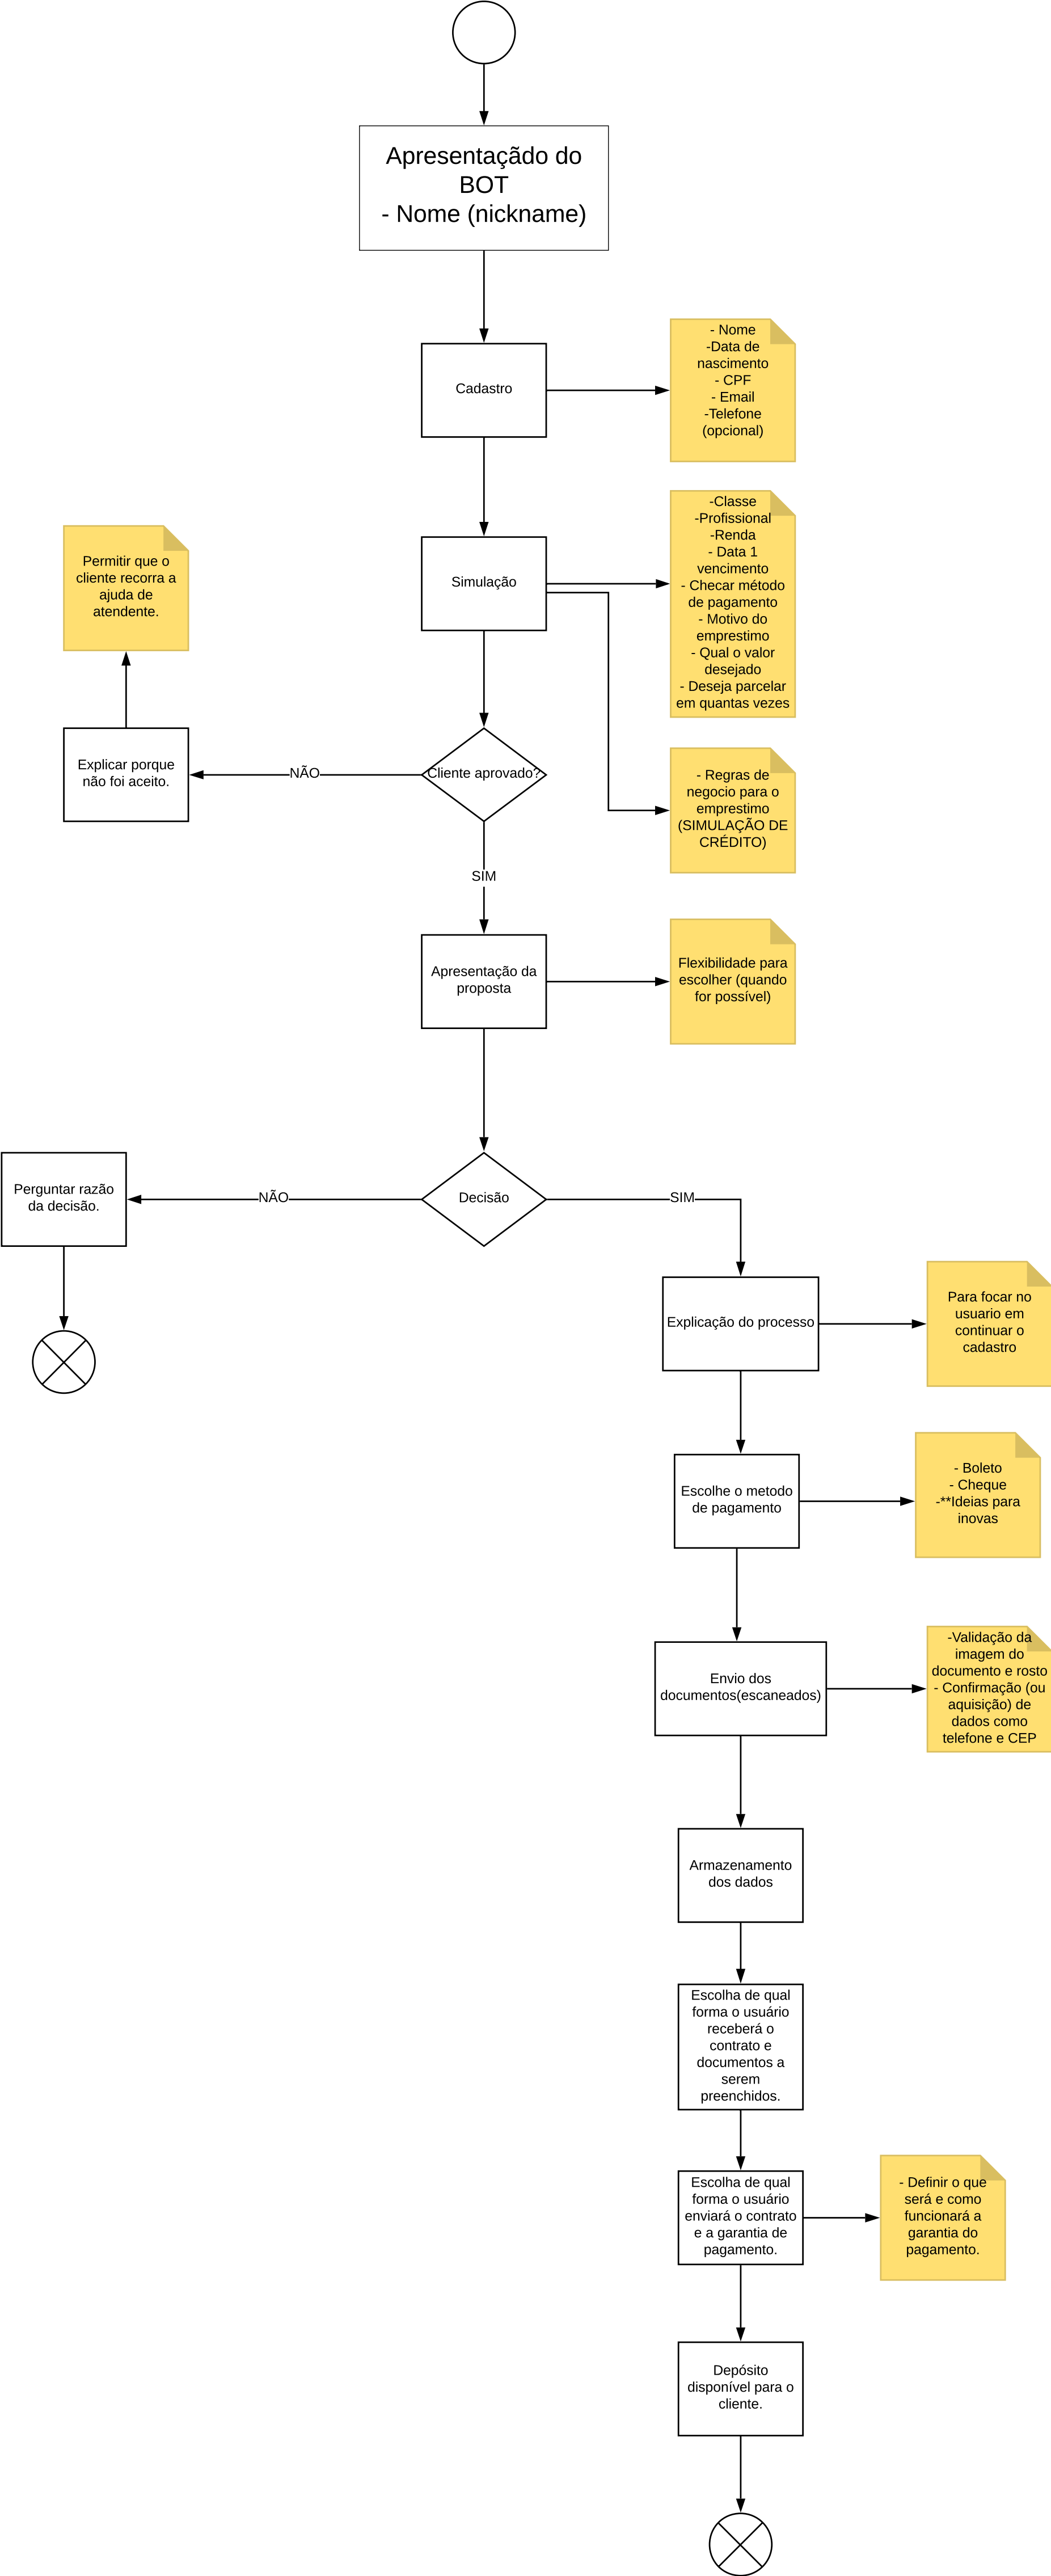 Apresentaçãdo do
BOT
- Nome (nickname)
Cadastro
- Nome
-Data de
nascimento
- CPF
- Email
-Telefone
(opcional)
Simulação
-Classe
-Profissional
-Renda
- Data 1
vencimento
- Checar método
de pagamento
- Motivo do
emprestimo
- Qual o valor
desejado
- Deseja parcelar
em quantas vezes
Permitir que o
cliente recorra a
ajuda de
atendente.
Explicar porque
não foi aceito.
NÃO
Cliente aprovado?
- Regras de
negocio para o
emprestimo
(SIMULAÇÃO DE
CRÉDITO)
SIM
Apresentação da
proposta
Flexibilidade para
escolher (quando
for possível)
Perguntar razão
da decisão.
NÃO
Decisão
SIM
Explicação do processo
Para focar no
usuario em
continuar o
cadastro
Escolhe o metodo
de pagamento
- Boleto
- Cheque
-**Ideias para
inovas
Envio dos
documentos(escaneados)
-Validação da
imagem do
documento e rosto
- Confirmação (ou
aquisição) de
dados como
telefone e CEP
Armazenamento
dos dados
Escolha de qual
forma o usuário
receberá o
contrato e
documentos a
serem
preenchidos.
Escolha de qual
forma o usuário
enviará o contrato
e a garantia de
pagamento.
- Definir o que
será e como
funcionará a
garantia do
pagamento.
Depósito
disponível para o
cliente.